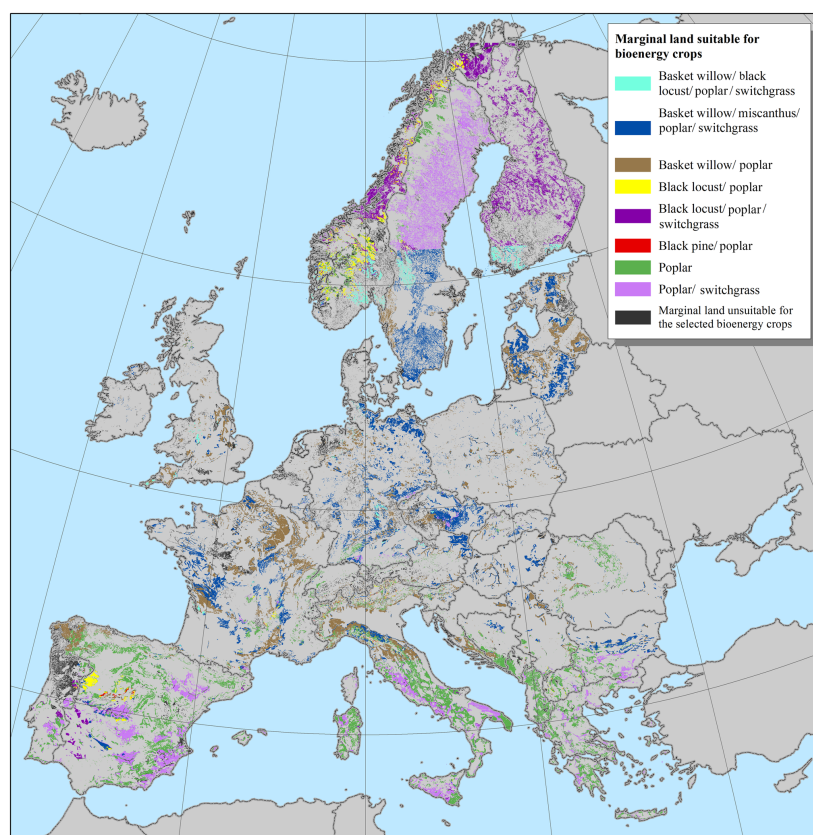 Marginal land suitable for
bioenergy crops
Basket willow/ black
locust/ poplar/ switchgrass
Basket willow/miscanthus/
poplar/switchgrass
Basket willow/ poplar
Black locust/ poplar
Black locust/poplar/
switchgrass
Black pine/ poplar
Poplar
Poplar/ switchgrass
Marginal land unsuitable for
the selected bioenergy crops